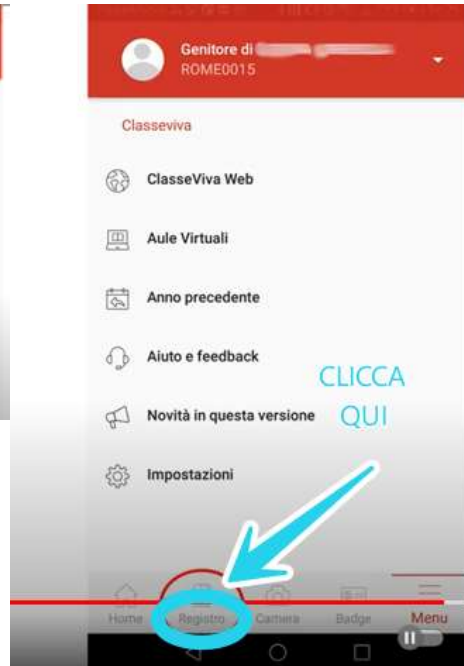 Genitore di
ROME0015
Classeviva
ClasseViva Web
Aule Virtuali
Anno precedente
Aiuto e feedback
CLICCA
QUI
Novità in questa versione
Impostazioni
Home Registro Camera Badge Menu